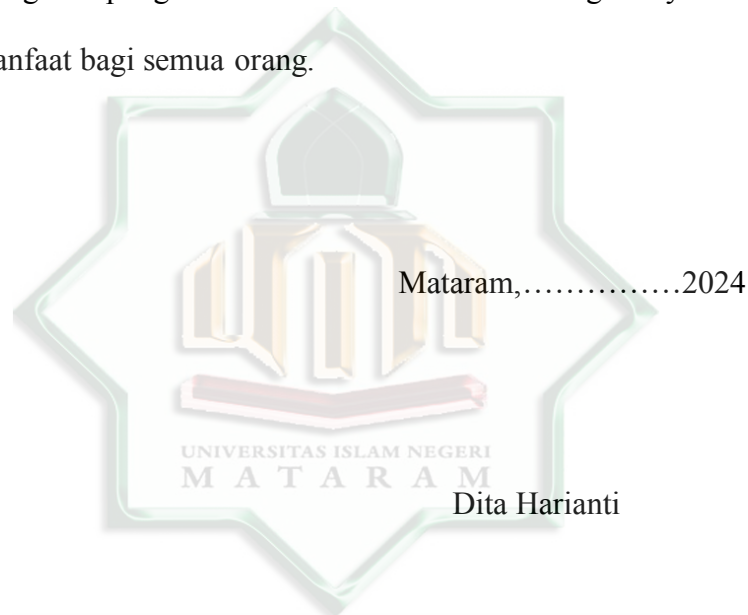 anfaat bagi semua orang.
Mataram,……………2024
UNIVERSITAS ISLAM NEGERI
M A T A R A M
Dita Harianti